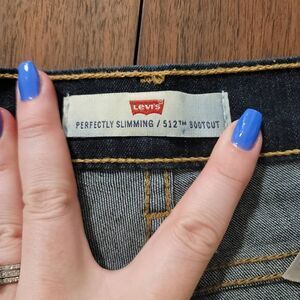 Levi's
PERFECTLY SLIMMING / 512™ BOOTCUT